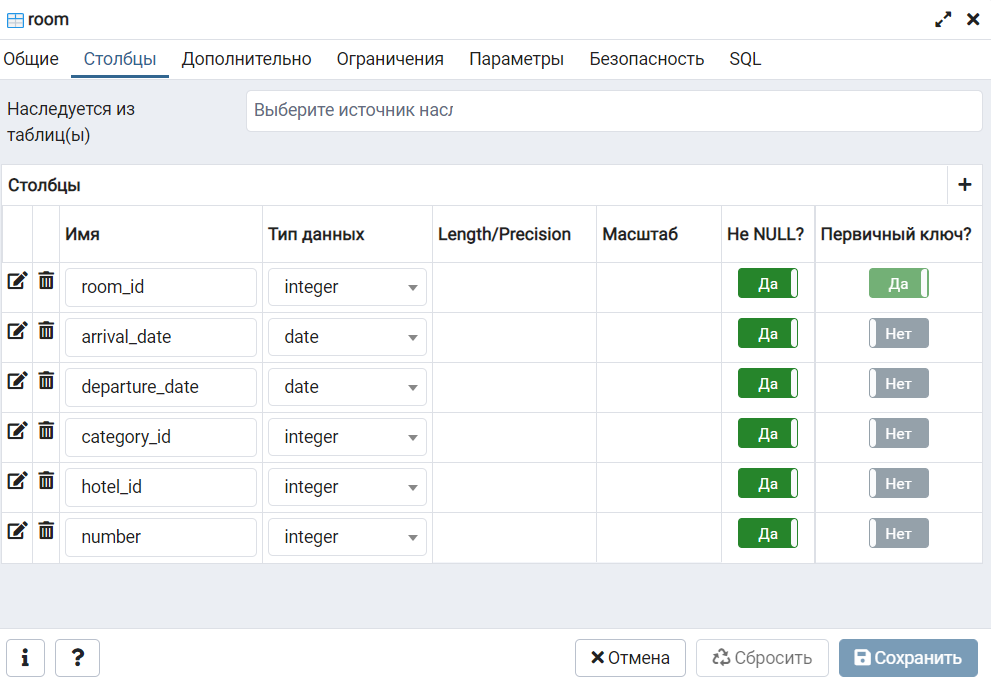 room
Общие Столбцы Дополнительно Ограничения Параметры Безопасность SQL
Наследуется из
таблиц(ы)
Выберите источник насл
Столбцы
Имя Тип данных Length/Precision Масштаб Не NULL? Первичный ключ?
room_id integer Да Да
arrival_date date Да Нет
departure_date date Да Нет
category_id integer Да Нет
hotel_id integer Да Нет
number integer Да Нет
Отмена Сбросить Сохранить